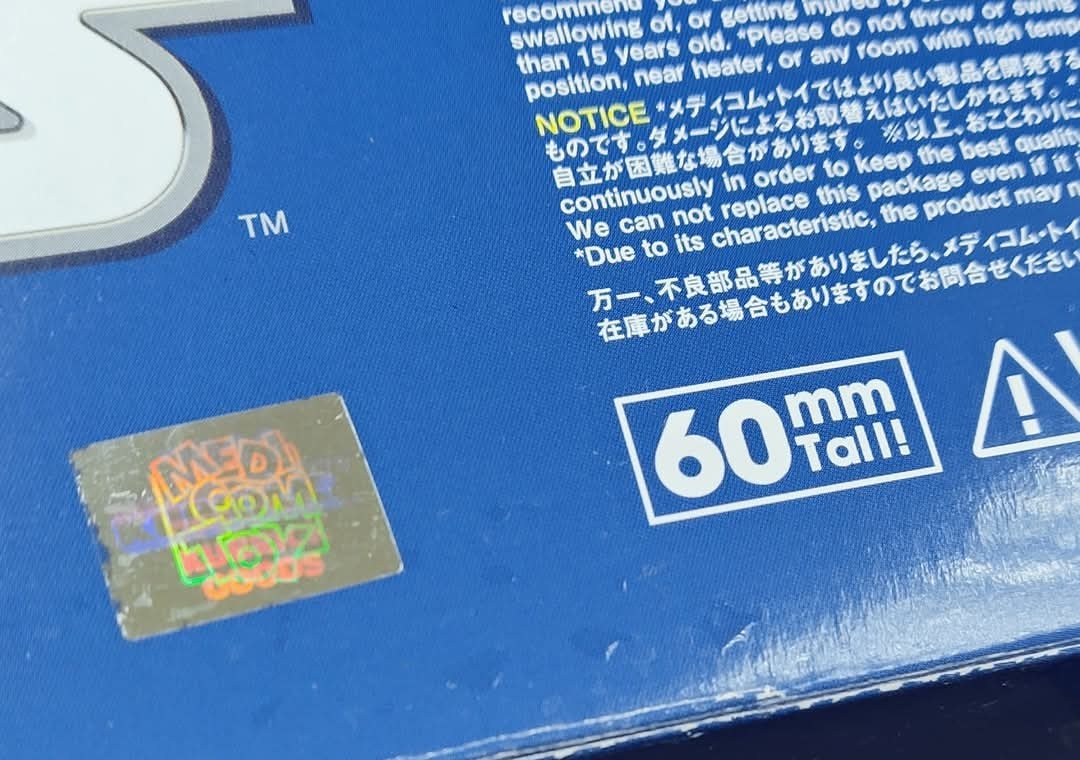 recommend you
swallowing of, or getting injured by
than 15 years old. *Please do not throw or swing
position, near heater, or any room with high temp
NOTICE *メディコム・トイではより良い製品を開発する
ものです。ダメージによるお取替えはいたしかねます。*
自立が困難な場合があります。 ※以上、おことわりに
continuously in order to keep the best quality
We can not replace this package even if it i
*Due to its characteristic, the product may n
万一、不良部品等がありましたら、メディコム・トイ
在庫がある場合もありますのでお問合せください
TM
60mm
Tall!
!
MEDI
COM
TOY